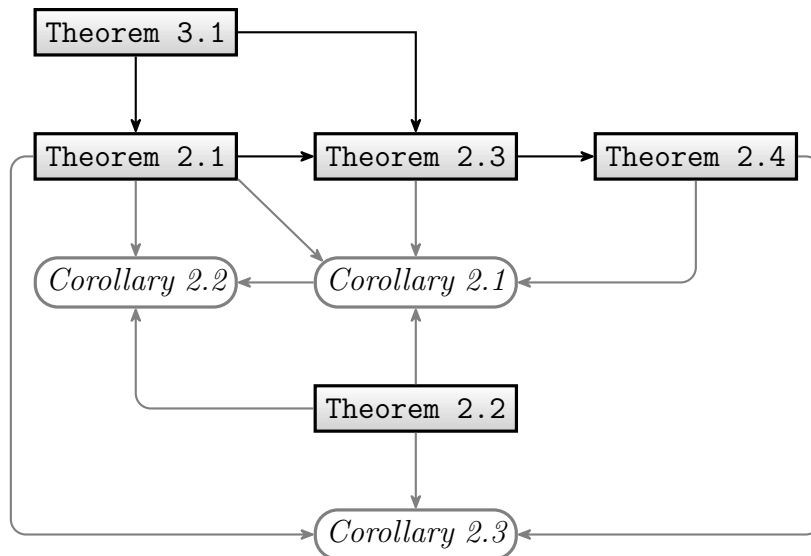 Theorem 3.1
Theorem 2.1
Theorem 2.3
Theorem 2.4
Corollary 2.2
Corollary 2.1
Theorem 2.2
Corollary 2.3